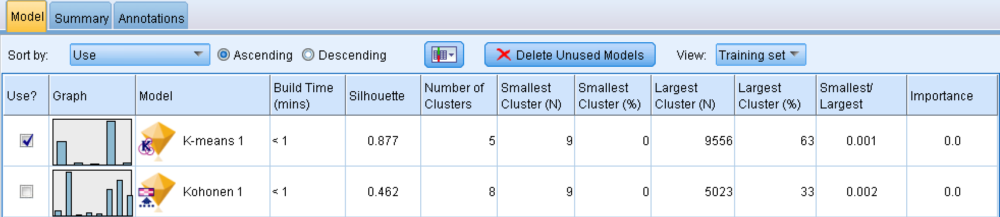 Model Summary Annotations
Sort by: Use Ascending Descending Delete Unused Models View: Training set
Use? Graph Model Build Time (mins) Silhouette Number of Clusters Smallest Cluster (N) Smallest Cluster (%) Largest Cluster (N) Largest Cluster (%) Smallest/ Largest Importance
K K-means 1 < 1 0.877 5 9 0 9556 63 0.001 0.0
Kohonen 1 < 1 0.462 8 9 0 5023 33 0.002 0.0